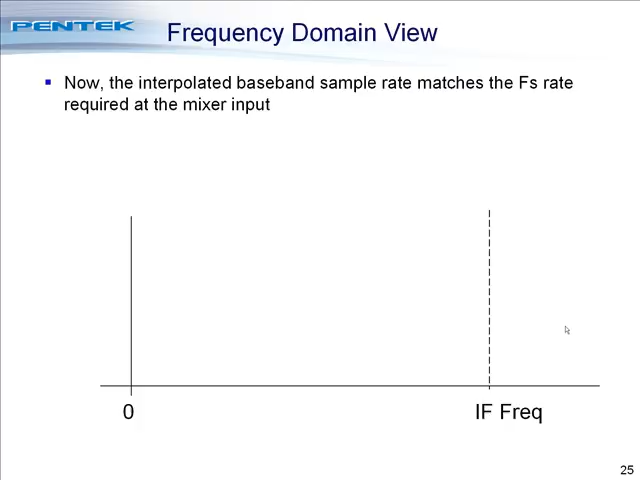 PENTEK
Frequency Domain View
Now, the interpolated baseband sample rate matches the Fs rate
required at the mixer input
0
IF Freq
25